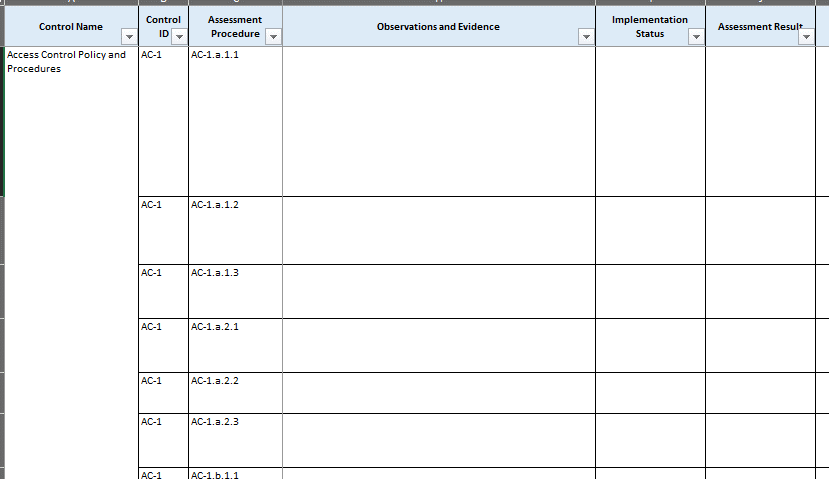 Control Name
Control
ID
Assessment
Procedure
Observations and Evidence
Implementation
Status
Assessment Result
Access Control Policy and
Procedures
AC-1
AC-1.a.1.1
AC-1
AC-1.a.1.2
AC-1
AC-1.a.1.3
AC-1
AC-1.a.2.1
AC-1
AC-1.a.2.2
AC-1
AC-1.a.2.3
AC-1
AC-1.b.1.1